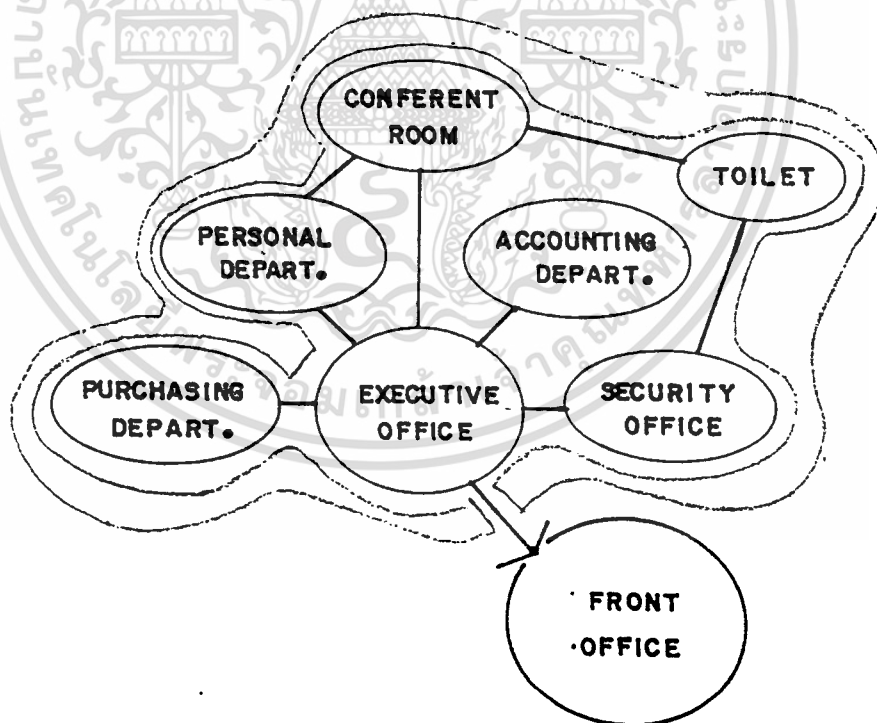 CONFERENT
ROOM
TOILET
PERSONAL
DEPART.
ACCOUNTING
DEPART.
PURCHASING
DEPART.
EXECUTIVE
OFFICE
SECURITY
OFFICE
FRONT
OFFICE